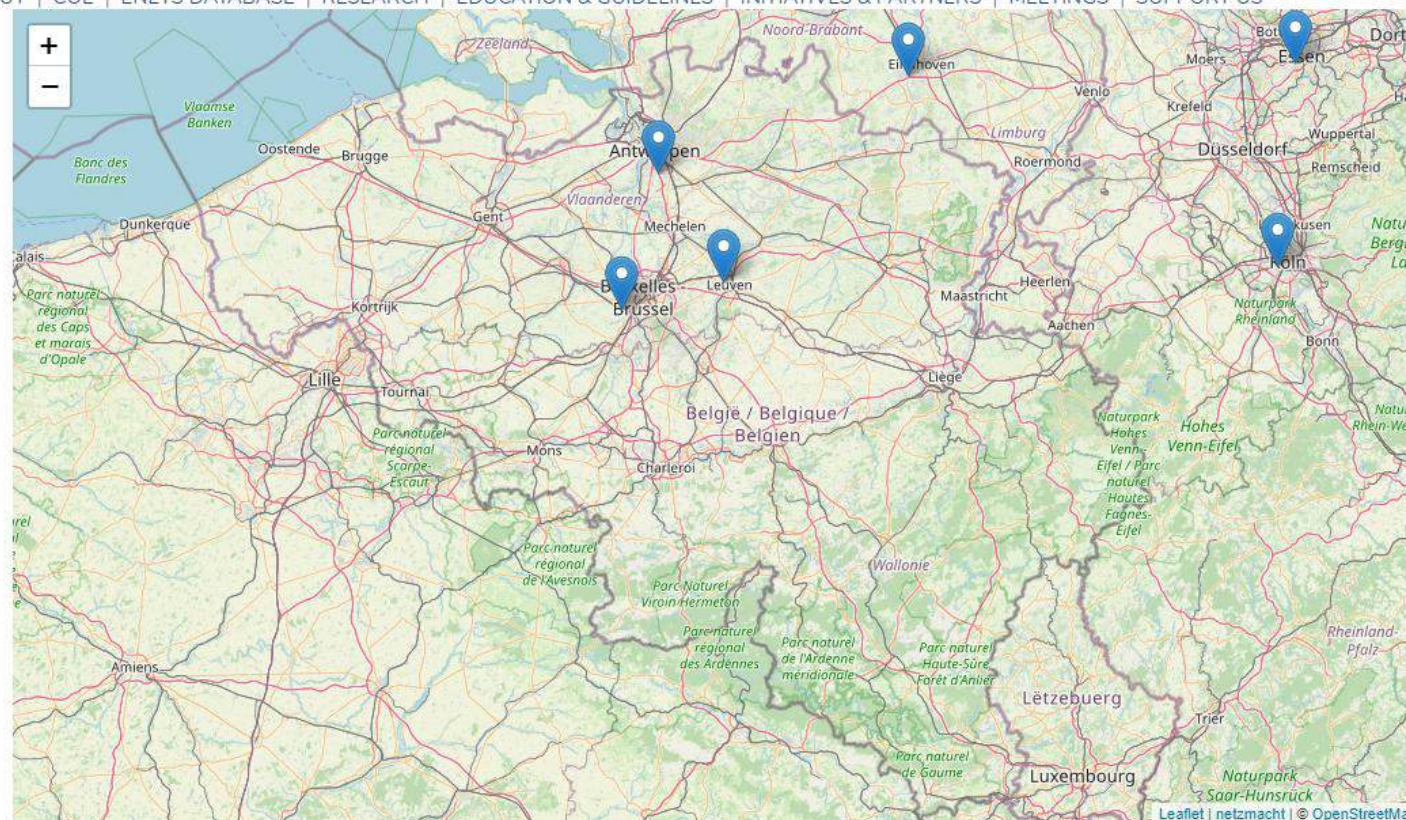 COE | ENETS DATABASE | RESEARCH | EDUCATION & GUIDELINES | INITIATIVES & PARTNERS | MEETINGS | SUPPORT US
+
−
Zeeland
Noord-Brabant
Essen
Moers
Venlo
Krefeld
Vlaamse
Banken
Oostende
Brugge
Antwerpen
Limburg
Wuppertal
Düsseldorf
Remscheid
Roermond
Banc des
Flandres
Vlaanderen
Gent
Dunkerque
Mechelen
Leuven
Köln
Brussel
Maastricht
Heerlen
Naturpark
Rheinland
Parc naturel
régional
des Caps
et marais
d'Opale
Kortrijk
Aachen
Bonn
Lille
Tournai
Liège
België / Belgique /
Belgien
Parc naturel
régional
Scarpe-
Escaut
Mons
Charleroi
Naturpark
Hohes
Venn-
Eifel / Parc
naturel
Hautes
Fagnes-
Eifel
Hohes
Venn-Eifel
Parc naturel
régional
de l'Avesnois
Wallonie
Parc Naturel
Viroin Hermeton
Parc naturel
régional
des Ardennes
Parc naturel
de l'Ardenne
méridionale
Parc naturel
Haute-Sûre
Forêt d'Anlier
Rheinland-
Pfalz
Amiens
Lëtzebuerg
Trier
Parc naturel
de Gaume
Luxembourg
Naturpark
Saar-Hunsrück
Leaflet | netzmacht | © OpenStreetMa